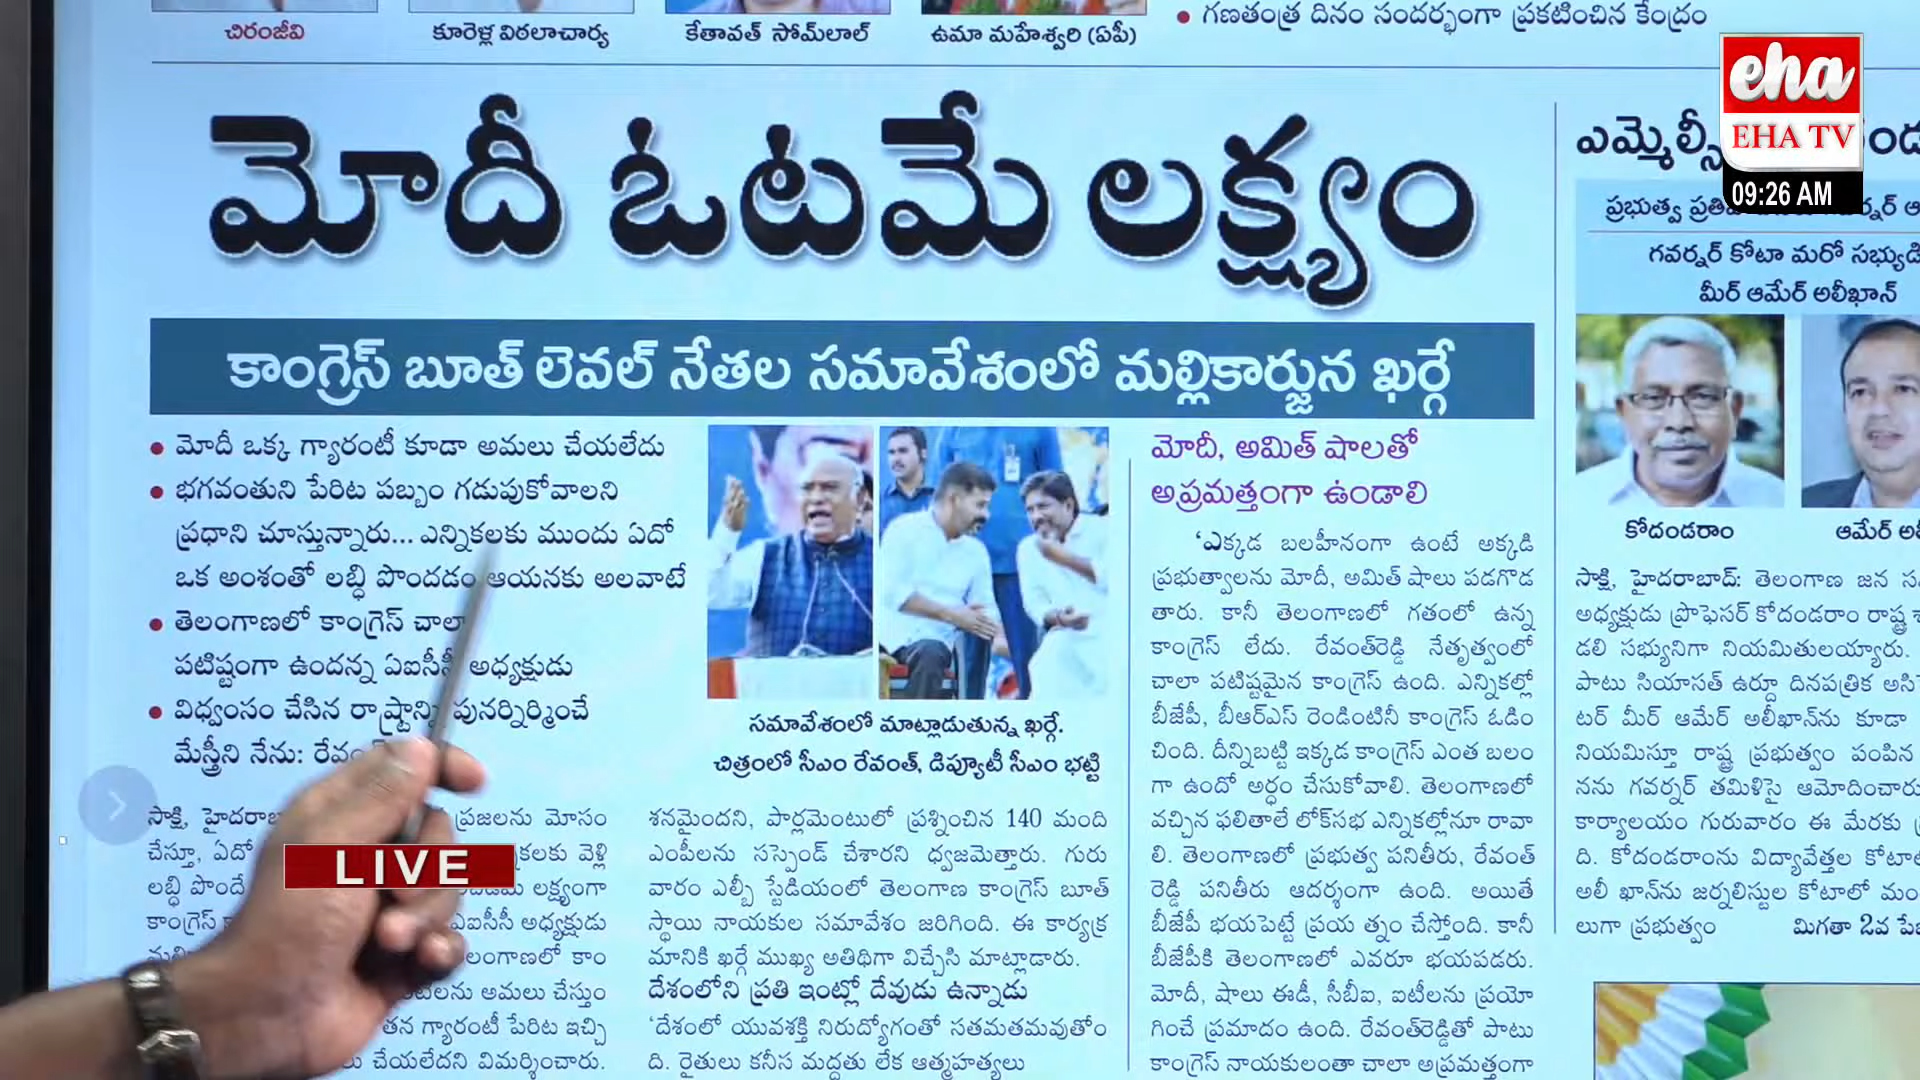 చిరంజీవి
కూరెళ్ల విఠలాచార్య
కేతావత్ సోమ్‌లాల్
ఉమా మహేశ్వరి (ఏపీ)
• గణతంత్ర దినం సందర్భంగా ప్రకటించిన కేంద్రం
eha
EHA TV
09:26 AM
మోదీ ఓటమే లక్ష్యం
కాంగ్రెస్ బూత్ లెవల్ నేతల సమావేశంలో మల్లికార్జున ఖర్గే
• మోదీ ఒక్క గ్యారంటీ కూడా అమలు చేయలేదు
• భగవంతుని పేరిట పబ్బం గడుపుకోవాలని
ప్రధాని చూస్తున్నారు... ఎన్నికలకు ముందు ఏదో
ఒక అంశంతో లబ్ధి పొందడం ఆయనకు అలవాటే
• తెలంగాణలో కాంగ్రెస్ చాలా
పటిష్టంగా ఉందన్న ఏఐసీసీ అధ్యక్షుడు
• విధ్వంసం చేసిన రాష్ట్రాన్ని పునర్నిర్మించే
మేస్త్రీని నేను:
సమావేశంలో మాట్లాడుతున్న ఖర్గే.
చిత్రంలో సీఎం రేవంత్, డిప్యూటీ సీఎం భట్టి
సాక్షి, ప్రజలను మోసం
చేస్తూ, ఏదో వెళ్లి
లబ్ధి లక్ష్యంగా
కాంగ్రెస్ ఏఐసీసీ అధ్యక్షుడు
కాం
అమలు చేస్తుం
తన గ్యారంటీ పేరిట ఇచ్చి
చేయలేదని విమర్శించారు.
LIVE
శనమైందని, పార్లమెంటులో ప్రశ్నించిన 140 మంది
ఎంపీలను సస్పెండ్ చేశారని ధ్వజమెత్తారు. గురు
వారం ఎల్బీ స్టేడియంలో తెలంగాణ కాంగ్రెస్ బూత్
స్థాయి నాయకుల సమావేశం జరిగింది. ఈ కార్యక్ర
మానికి ఖర్గే ముఖ్య అతిథిగా విచ్చేసి మాట్లాడారు.
దేశంలోని ప్రతి ఇంట్లో దేవుడు ఉన్నాడు
‘దేశంలో యువశక్తి నిరుద్యోగంతో సతమతమవుతోం
ది. రైతులు కనీస మద్దతు లేక ఆత్మహత్యలు
మోదీ, అమిత్ షాలతో
అప్రమత్తంగా ఉండాలి
‘ఎక్కడ బలహీనంగా ఉంటే అక్కడి
ప్రభుత్వాలను మోదీ, అమిత్ షాలు పడగొడ
తారు. కానీ తెలంగాణలో గతంలో ఉన్న
కాంగ్రెస్ లేదు. రేవంత్‌రెడ్డి నేతృత్వంలో
చాలా పటిష్టమైన కాంగ్రెస్ ఉంది. ఎన్నికల్లో
బీజేపీ, బీఆర్ఎస్ రెండింటినీ కాంగ్రెస్ ఓడిం
చింది. దీన్నిబట్టి ఇక్కడ కాంగ్రెస్ ఎంత బలం
గా ఉందో అర్థం చేసుకోవాలి. తెలంగాణలో
వచ్చిన ఫలితాలే లోక్‌సభ ఎన్నికల్లోనూ రావా
లి. తెలంగాణలో ప్రభుత్వ పనితీరు, రేవంత్
రెడ్డి పనితీరు ఆదర్శంగా ఉంది. అయితే
బీజేపీ భయపెట్టే ప్రయ త్నం చేస్తోంది. కానీ
బీజేపీకి తెలంగాణలో ఎవరూ భయపడరు.
మోదీ, షాలు ఈడీ, సీబీఐ, ఐటీలను ప్రయో
గించే ప్రమాదం ఉంది. రేవంత్‌రెడ్డితో పాటు
కాంగ్రెస్ నాయకులంతా చాలా అప్రమత్తంగా
ఎమ్మెల్సీ
ప్రభుత్వ
గవర్నర్ కోటా మరో
మీర్ ఆమేర్ అలీఖాన్
కోదండరాం
ఆమేర్
సాక్షి, హైదరాబాద్: తెలంగాణ జన
అధ్యక్షుడు ప్రొఫెసర్ కోదండరాం రాష్ట్ర
డలి సభ్యునిగా నియమితులయ్యారు.
పాటు సియాసత్ ఉర్దూ దినపత్రిక
టర్ మీర్ ఆమేర్ అలీఖాన్‌ను కూడా
నియమిస్తూ రాష్ట్ర ప్రభుత్వం పంపిన
నను గవర్నర్ తమిళిసై ఆమోదించారు
కార్యాలయం గురువారం ఈ మేరకు
ది. కోదండరాంను విద్యావేత్తల
అలీ ఖాన్‌ను జర్నలిస్టుల కోటాలో
లుగా ప్రభుత్వం మిగతా 2వ